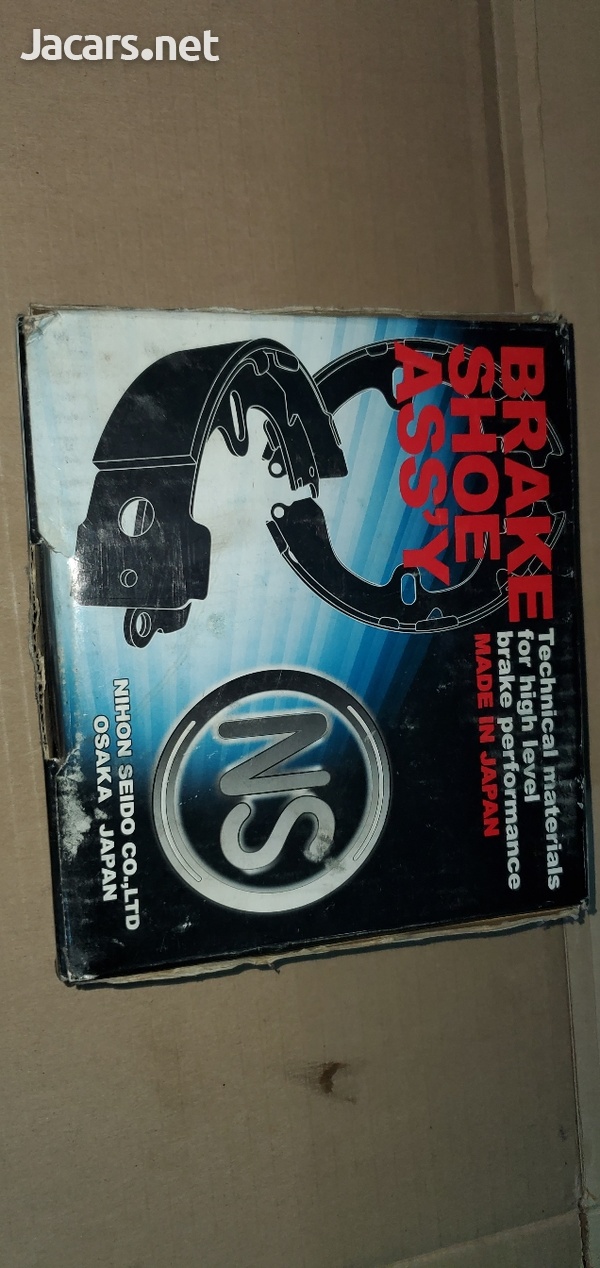 Jacars.net
BRAKE
SHOE
ASS'Y
Technical materials
for high level
brake performance
MADE IN JAPAN
NS
NIHON SEIDO CO.,LTD
OSAKA JAPAN